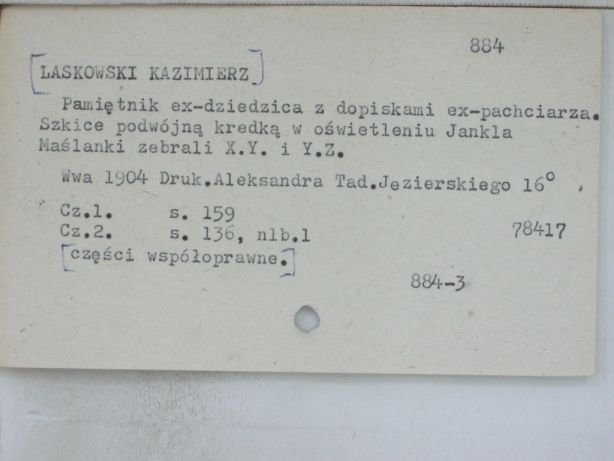 884
[LASKOWSKI KAZIMIERZ]
Pamiętnik ex-dziedzica z dopiskami ex-pachciarza.
Szkice podwójną kredką w oświetleniu Jankla
Maślanki zebrali X.Y. i Y.Z.
Wwa 1904 Druk.Aleksandra Tad.Jezierskiego 16°
Cz.1. s. 159
Cz.2. s. 136, nlb.1 78417
[części współoprawne.]
884-3